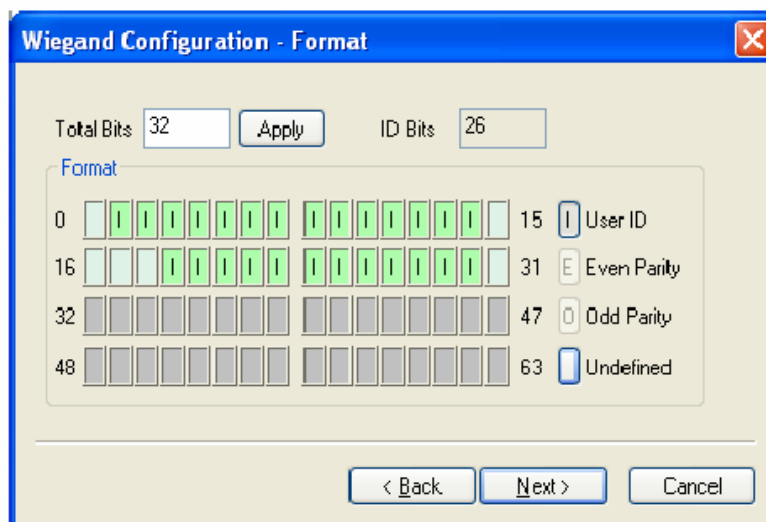 Wiegand Configuration - Format
Total Bits 32 Apply ID Bits 26
Format
0 I I I I I I I I I I I I I I 15 I User ID
16 I I I I I I I I I I I I 31 E Even Parity
32 47 O Odd Parity
48 63 Undefined
< Back Next > Cancel